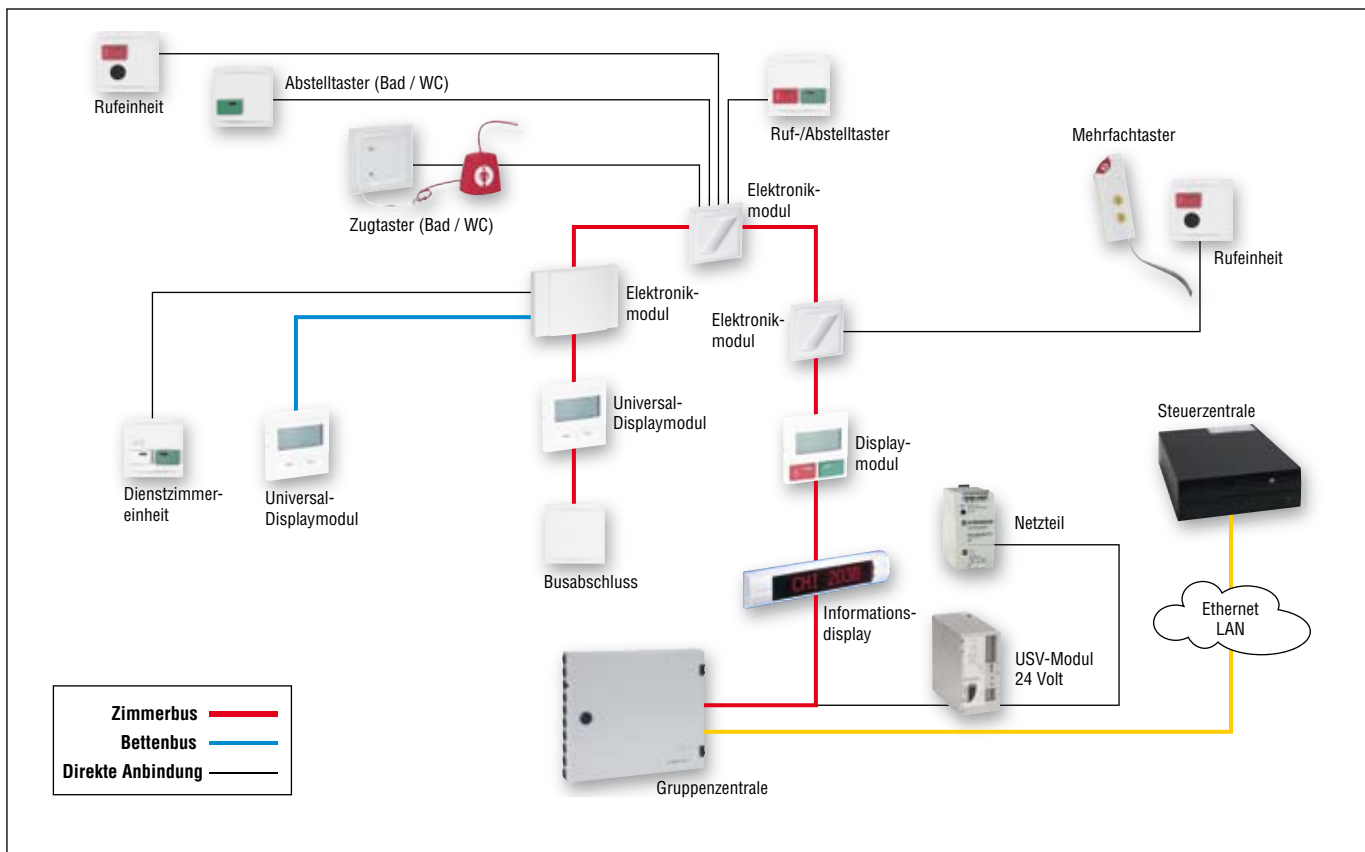 Rufeinheit
Abstelltaster (Bad / WC)
Ruf-/Abstelltaster
Mehrfachtaster
Zugtaster (Bad / WC)
Elektronik-
modul
Rufeinheit
Elektronik-
modul
Elektronik-
modul
Universal-
Displaymodul
Steuerzentrale
Display-
modul
Dienstzimmer-
einheit
Universal-
Displaymodul
Netzteil
Busabschluss
CHI 203B
Ethernet
LAN
Informations-
display
USV-Modul
24 Volt
Zimmerbus
Bettenbus
Direkte Anbindung
Gruppenzentrale